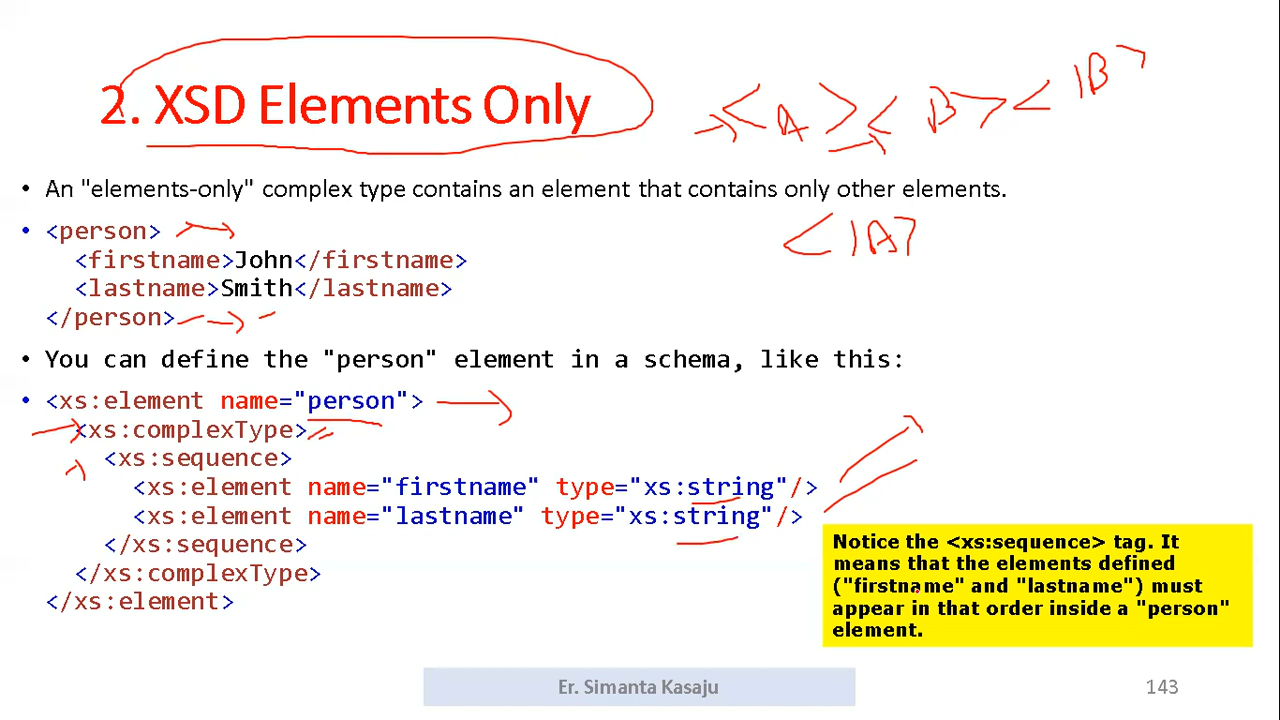 2. XSD Elements Only
<A> <B> </B>
• An "elements-only" complex type contains an element that contains only other elements.
</A>
• <person>
<firstname>John</firstname>
<lastname>Smith</lastname>
</person>
• You can define the "person" element in a schema, like this:
• <xs:element name="person">
<xs:complexType>
<xs:sequence>
<xs:element name="firstname" type="xs:string"/>
<xs:element name="lastname" type="xs:string"/>
</xs:sequence>
</xs:complexType>
</xs:element>
Notice the <xs:sequence> tag. It
means that the elements defined
("firstname" and "lastname") must
appear in that order inside a "person"
element.
Er. Simanta Kasaju
143